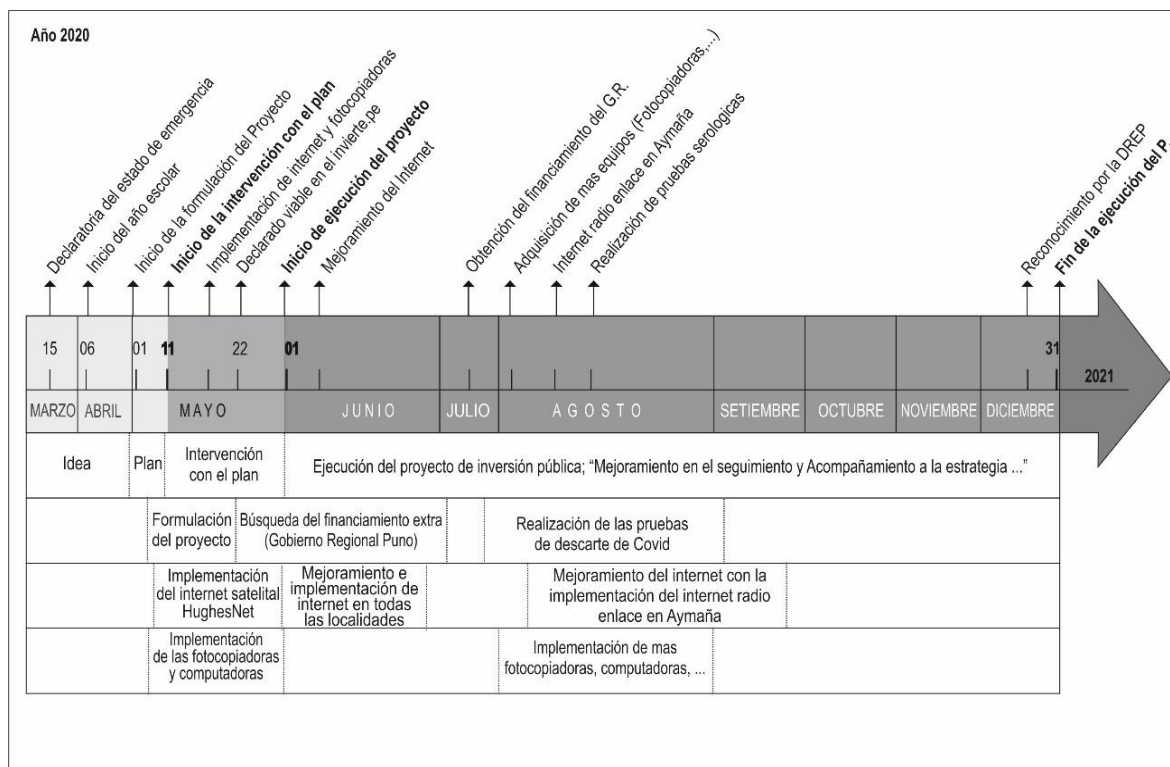 Año 2020
Declaratoria del estado de emergencia
Inicio del año escolar
Inicio de la formulación del Proyecto
Inicio de la intervención con el plan
Implementación de internet y fotocopiadoras
Declarado viable en el invierte.pe
Inicio de ejecución del proyecto
Mejoramiento del Internet
Obtención del financiamiento del G.R.
Adquisición de mas equipos (Fotocopiadoras,...)
Internet radio enlace en Aymaña
Realización de pruebas serologicas
Reconocimiento por la DREP
Fin de la ejecución del P.
15 06 01 11 22 01 31
2021
MARZO ABRIL MAYO JUNIO JULIO AGOSTO SETIEMBRE OCTUBRE NOVIEMBRE DICIEMBRE
Idea
Plan
Intervención
con el plan
Ejecución del proyecto de inversión pública; “Mejoramiento en el seguimiento y Acompañamiento a la estrategia ...”
Formulación
del proyecto
Búsqueda del financiamiento extra
(Gobierno Regional Puno)
Realización de las pruebas
de descarte de Covid
Implementación
del internet satelital
HughesNet
Mejoramiento e
implementación de
internet en todas
las localidades
Mejoramiento del internet con la
implementación del internet radio
enlace en Aymaña
Implementación
de las fotocopiadoras
y computadoras
Implementación de mas
fotocopiadoras, computadoras, ...